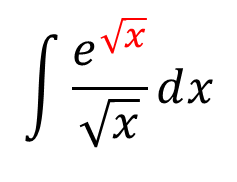 ∫ e^√x / √x dx